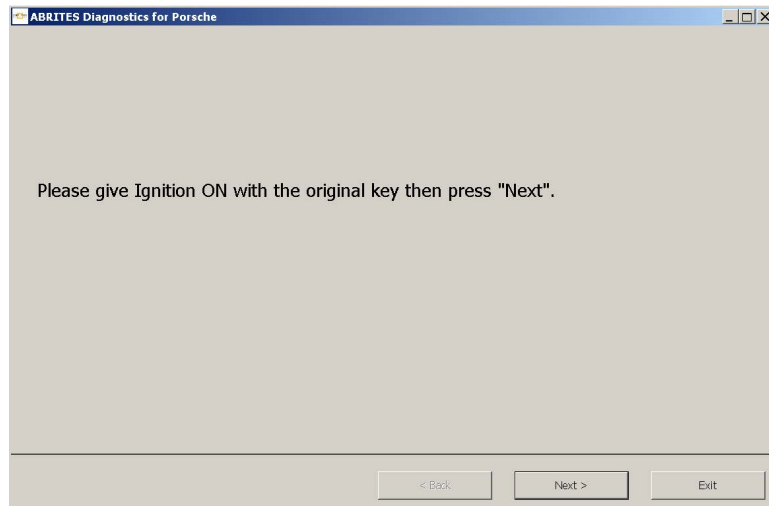 ABRITES Diagnostics for Porsche
Please give Ignition ON with the original key then press "Next".
< Back Next > Exit